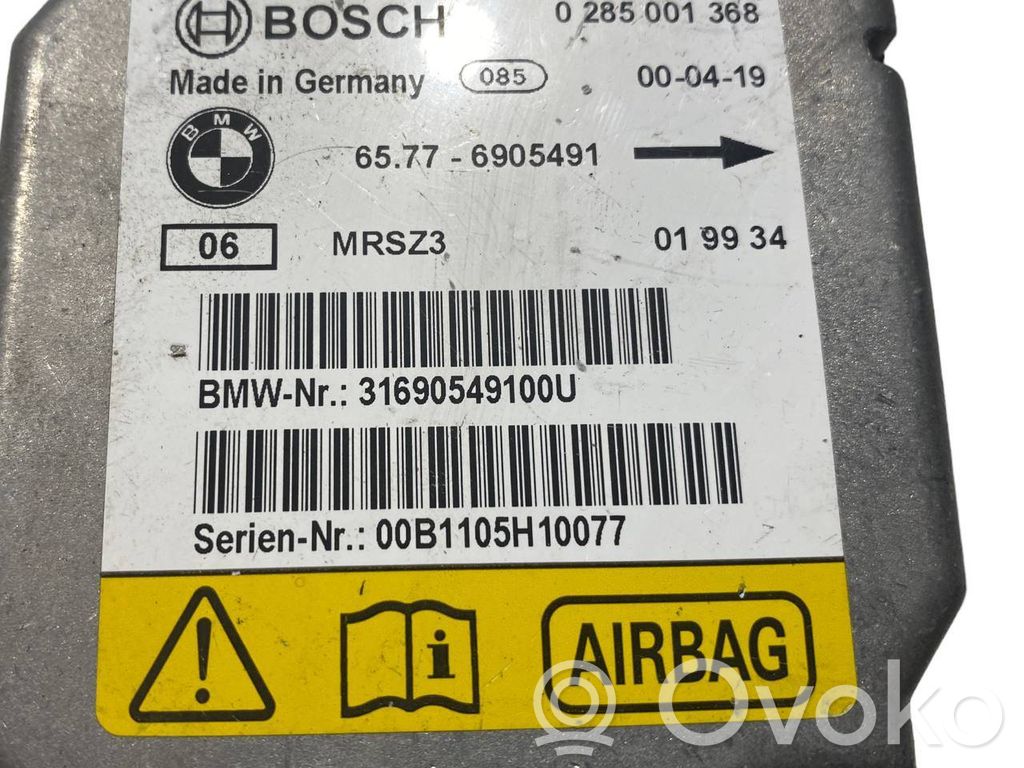 BOSCH 0 285 001 368
Made in Germany 085 00-04-19
BMW 65.77 - 6905491
06 MRSZ3 01 99 34
BMW-Nr.: 31690549100U
Serien-Nr.: 00B1105H10077
i AIRBAG
Ovoko